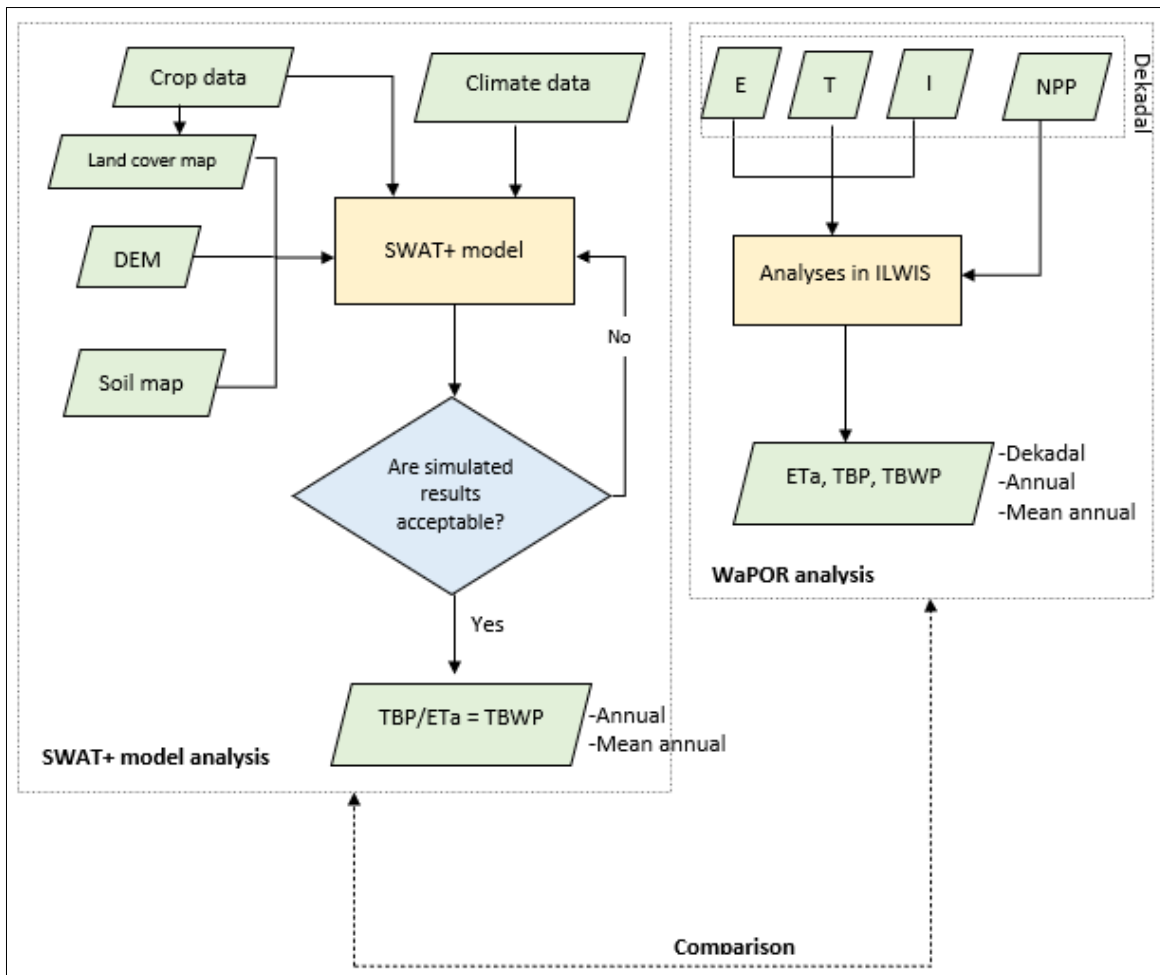 Crop data
Climate data
Land cover map
DEM
SWAT+ model
Soil map
No
Are simulated
results
acceptable?
Yes
TBP/ETa = TBWP
-Annual
-Mean annual
SWAT+ model analysis
E
T
I
NPP
Dekadal
Analyses in ILWIS
ETa, TBP, TBWP
-Dekadal
-Annual
-Mean annual
WaPOR analysis
Comparison